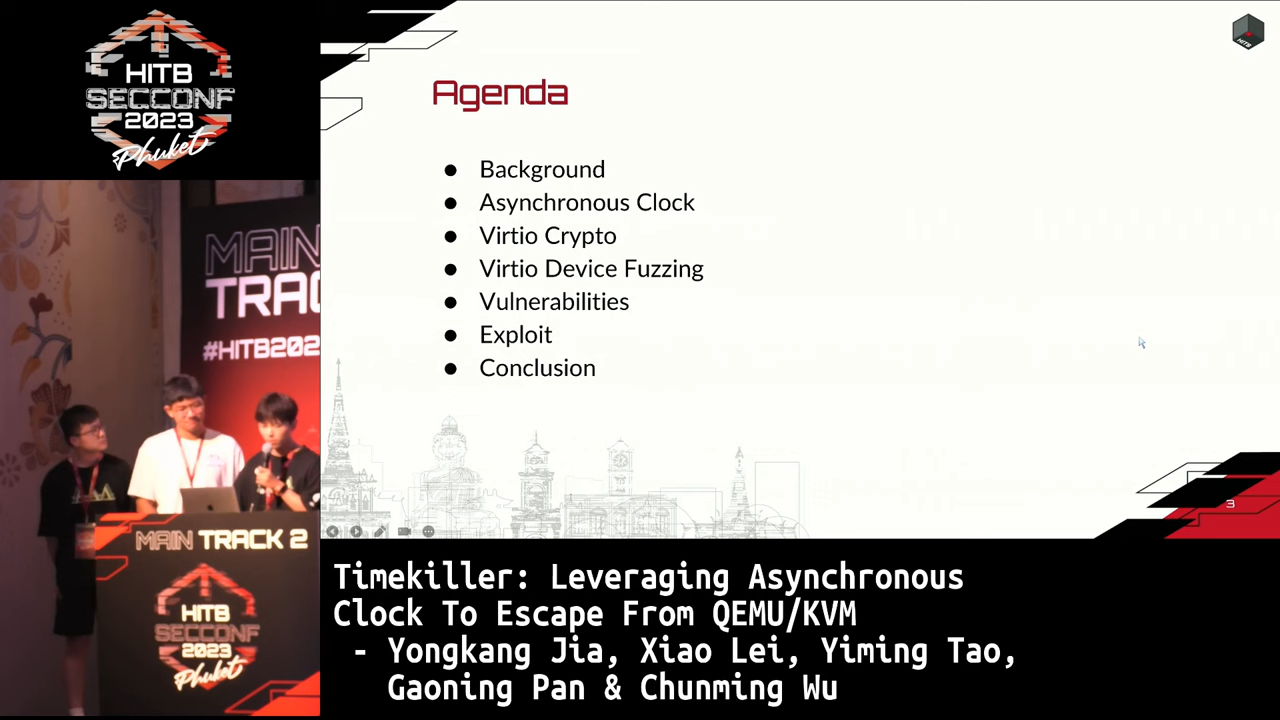 HITB
SECCONF
2023
Phuket
HITB
Agenda
● Background
● Asynchronous Clock
● Virtio Crypto
● Virtio Device Fuzzing
● Vulnerabilities
● Exploit
● Conclusion
3
MAIN
TRAC
#HITB202
MAIN TRACK 2
HITB
SECCONF
2023
Phuket
Timekiller: Leveraging Asynchronous
Clock To Escape From QEMU/KVM
- Yongkang Jia, Xiao Lei, Yiming Tao,
Gaoning Pan & Chunming Wu